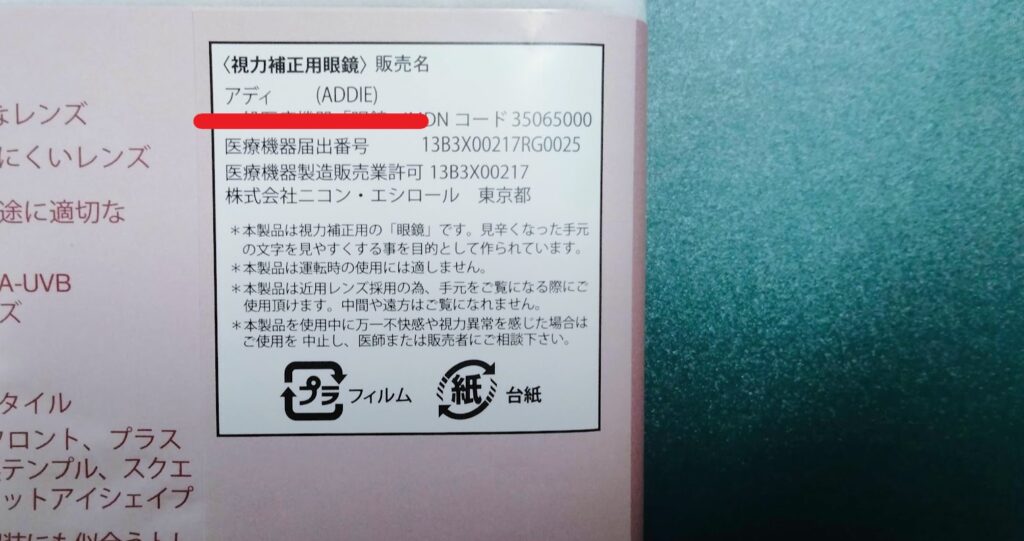 なレンズ
にくいレンズ
途に適切な
A-UVB
ズ
タイル
フロント、プラス
テンプル、スクエ
ットアイシェイプ
〈視力補正用眼鏡〉販売名
アディ (ADDIE)
コード 35065000
医療機器届出番号 13B3X00217RG0025
医療機器製造販売業許可 13B3X00217
株式会社ニコン・エシロール 東京都
＊本製品は視力補正用の「眼鏡」です。見辛くなった手元
の文字を見やすくする事を目的として作られています。
＊本製品は運転時の使用には適しません。
＊本製品は近用レンズ採用の為、手元をご覧になる際にご
使用頂けます。中間や遠方はご覧になれません。
＊本製品を使用中に万一不快感や視力異常を感じた場合は
ご使用を 中止し、医師または販売者にご相談下さい。
プラ フィルム
紙 台紙